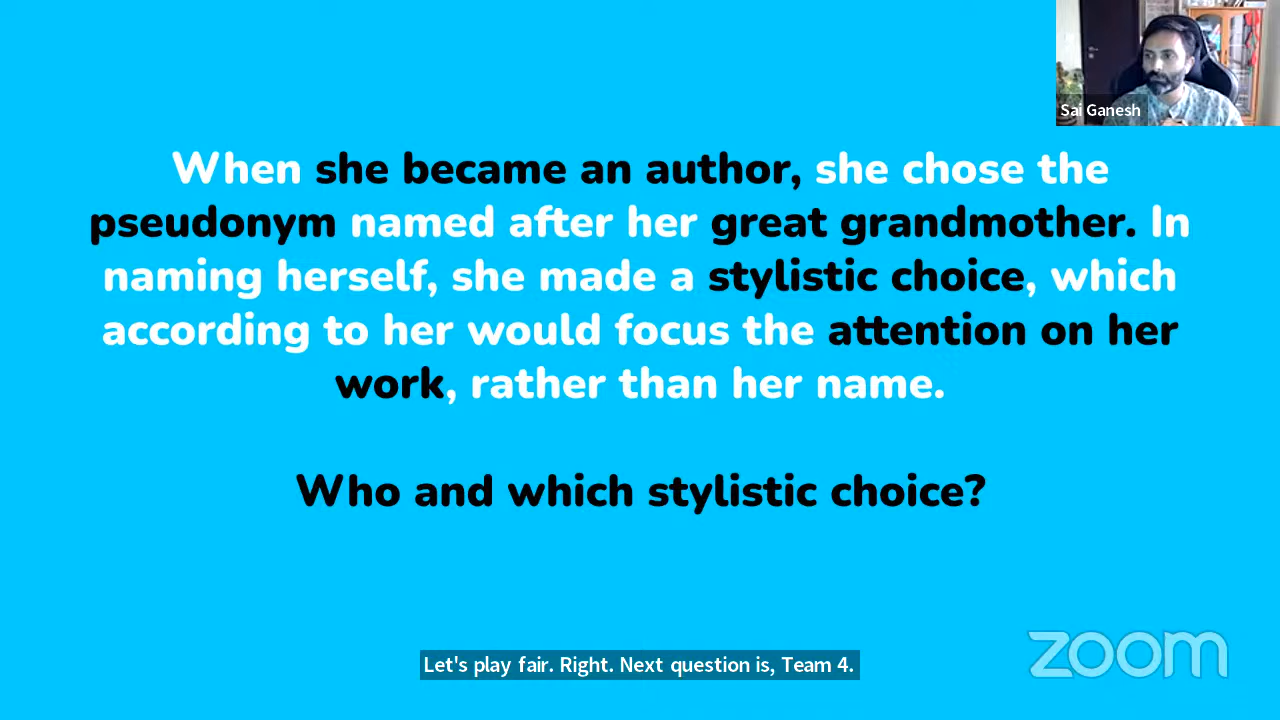 Sai Ganesh
When she became an author, she chose the
pseudonym named after her great grandmother. In
naming herself, she made a stylistic choice, which
according to her would focus the attention on her
work, rather than her name.
Who and which stylistic choice?
Let's play fair. Right. Next question is, Team 4.
zoom